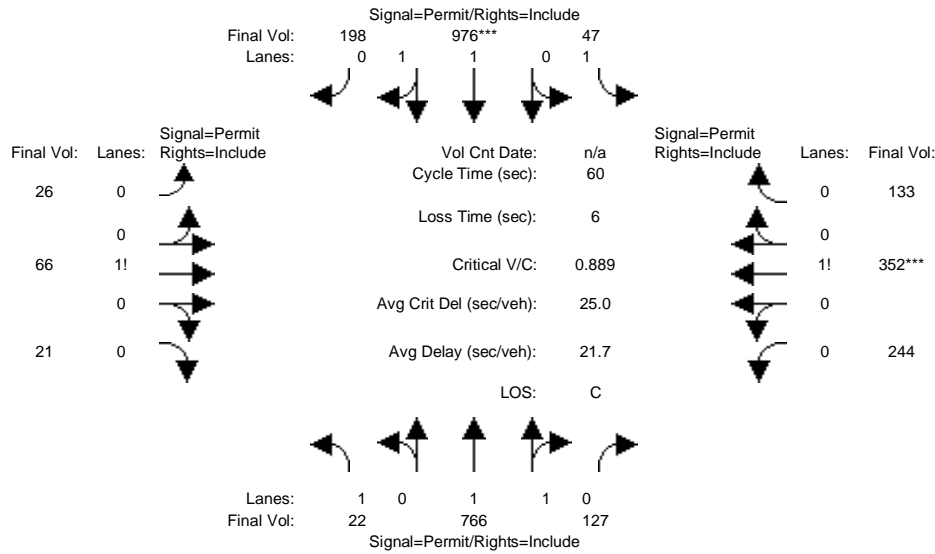 Signal=Permit/Rights=Include
Final Vol: 198 976*** 47
Lanes: 0 1 1 0 1
Signal=Permit
Final Vol: Lanes: Rights=Include
Vol Cnt Date: n/a
Signal=Permit
Rights=Include Lanes: Final Vol:
Cycle Time (sec): 60
26 0
0 133
Loss Time (sec): 6
0
0
66 1!
Critical V/C: 0.889
1! 352***
0
Avg Crit Del (sec/veh): 25.0
0
21 0
Avg Delay (sec/veh): 21.7
0 244
LOS: C
Lanes: 1 0 1 1 0
Final Vol: 22 766 127
Signal=Permit/Rights=Include